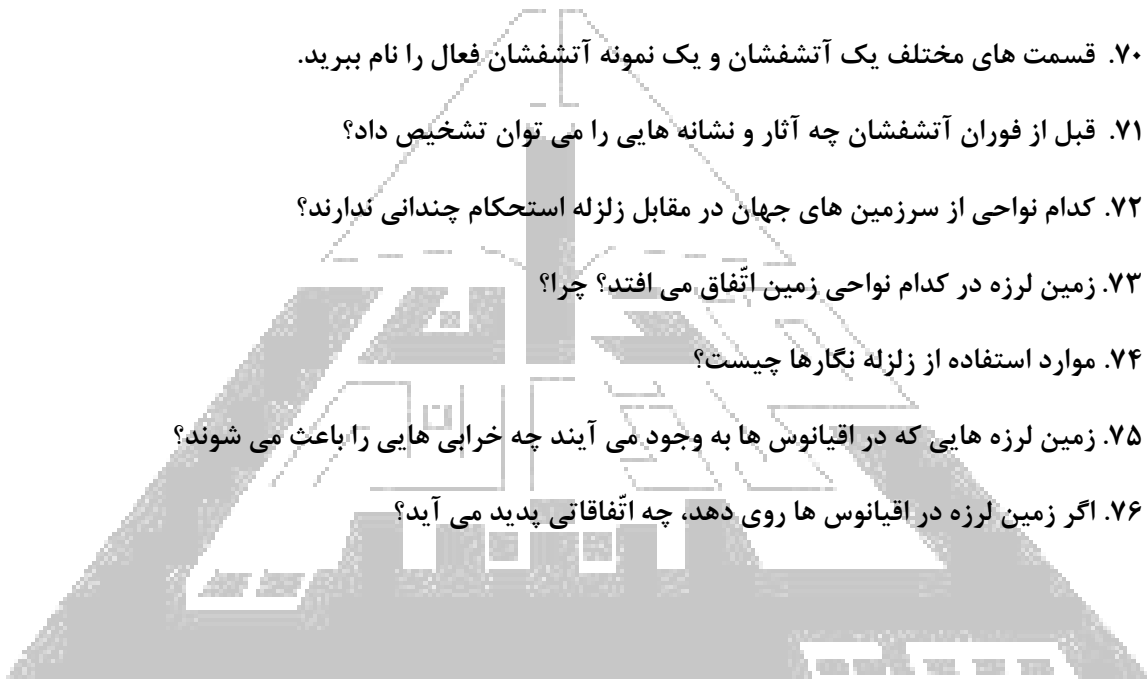 ۷۰. قسمت های مختلف یک آتشفشان و یک نمونه آتشفشان فعال را نام ببرید.
۷۱. قبل از فوران آتشفشان چه آثار و نشانه هایی را می توان تشخیص داد؟
۷۲. کدام نواحی از سرزمین های جهان در مقابل زلزله استحکام چندانی ندارند؟
۷۳. زمین لرزه در کدام نواحی زمین اتّفاق می افتد؟ چرا؟
۷۴. موارد استفاده از زلزله نگارها چیست؟
۷۵. زمین لرزه هایی که در اقیانوس ها به وجود می آیند چه خرابی هایی را باعث می شوند؟
۷۶. اگر زمین لرزه در اقیانوس ها روی دهد، چه اتّفاقاتی پدید می آید؟